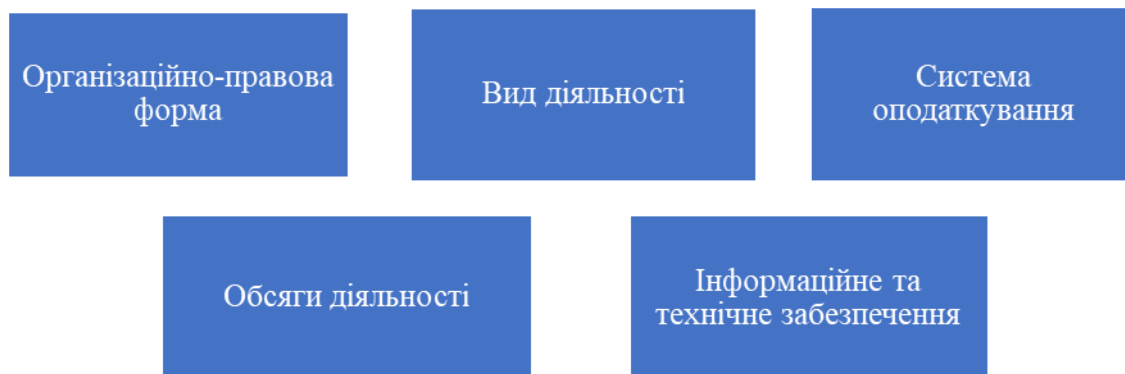 Організаційно-правова
форма
Вид діяльності
Система
оподаткування
Обсяги діяльності
Інформаційне та
технічне забезпечення